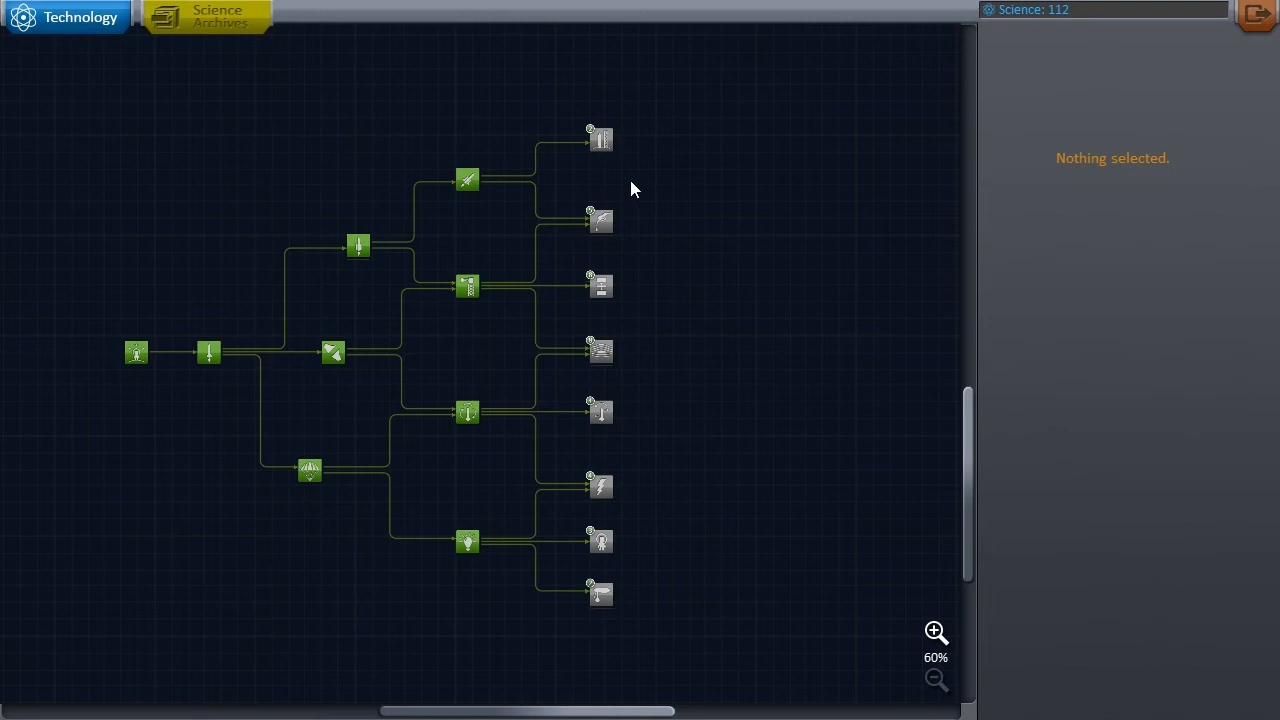 Technology
Science
Archives
Science: 112
Nothing selected.
60%